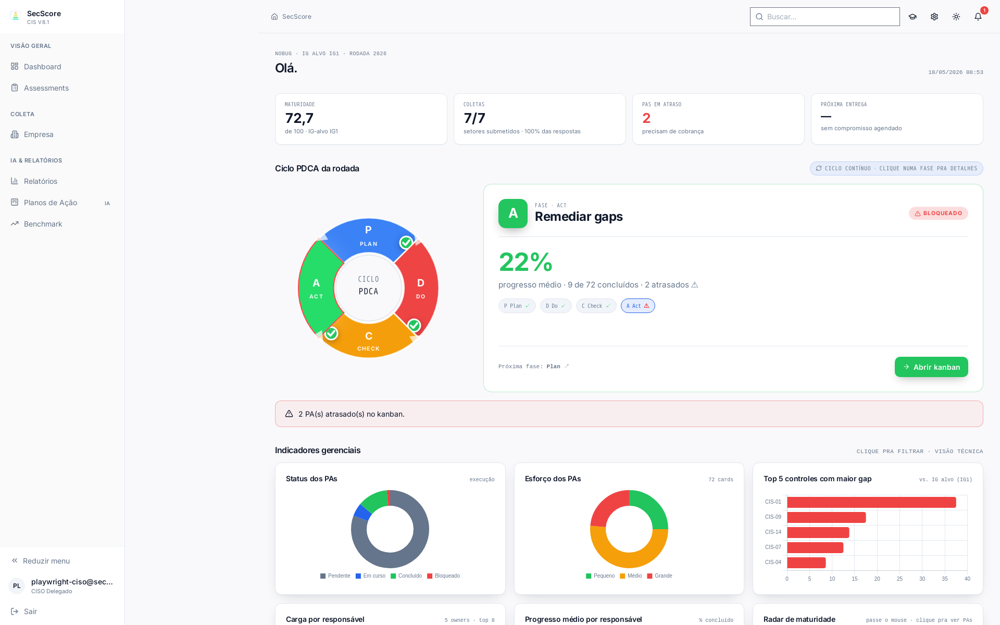 SecScore
CIS V8.1
VISÃO GERAL
Dashboard
Assessments
COLETA
Empresa
IA & RELATÓRIOS
Relatórios
Planos de Ação IA
Benchmark
Reduzir menu
PL
playwright-ciso@sec...
CISO Delegado
Sair
SecScore
Buscar...
1
NOBUG · IG ALVO IG1 · RODADA 2026
Olá.
18/05/2026 08:53
MATURIDADE
72,7
de 100 · IG-alvo IG1
COLETAS
7/7
setores submetidos · 100% das respostas
PAS EM ATRASO
2
precisam de cobrança
PRÓXIMA ENTREGA
—
sem compromisso agendado
Ciclo PDCA da rodada
CICLO CONTÍNUO · CLIQUE NUMA FASE PRA DETALHES
P
PLAN
D
DO
C
CHECK
A
ACT
CICLO
PDCA
A
FASE · ACT
Remediar gaps
BLOQUEADO
22%
progresso médio · 9 de 72 concluídos · 2 atrasados ⚠
P Plan ✓
D Do ✓
C Check ✓
A Act ⚠
Próxima fase: Plan ↗
Abrir kanban
2 PA(s) atrasado(s) no kanban.
Indicadores gerenciais
CLIQUE PRA FILTRAR · VISÃO TÉCNICA
Status dos PAs
execução
Pendente Em curso Concluído Bloqueado
Esforço dos PAs
72 cards
Pequeno Médio Grande
Top 5 controles com maior gap
vs. IG alvo (IG1)
CIS-01
CIS-09
CIS-14
CIS-07
CIS-04
0 5 10 15 20 25 30 35 40
Carga por responsável
5 owners · top 8
Progresso médio por responsável
% concluído
Radar de maturidade
passe o mouse · clique pra ver PAs